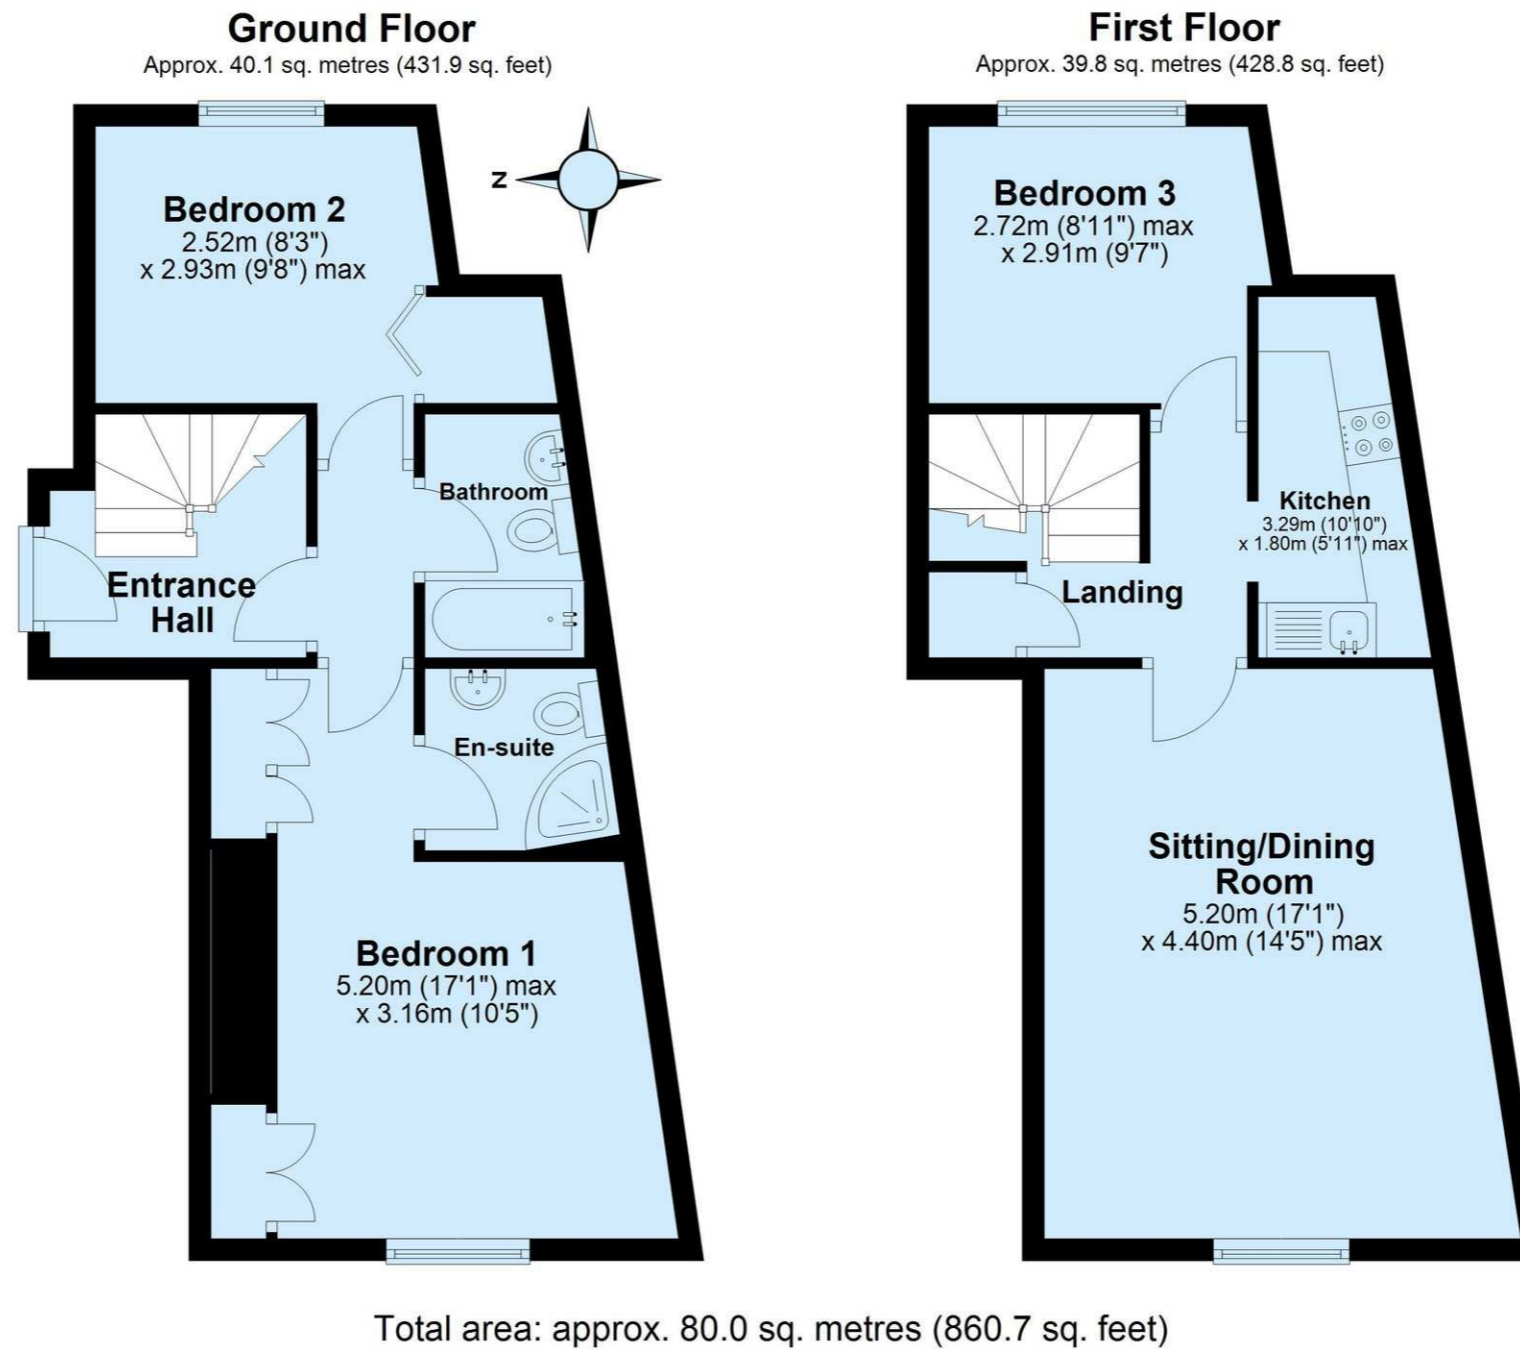 Ground Floor
Approx. 40.1 sq. metres (431.9 sq. feet)
Bedroom 2
2.52m (8'3")
x 2.93m (9'8") max
N
Bathroom
Entrance
Hall
En-suite
Bedroom 1
5.20m (17'1") max
x 3.16m (10'5")
First Floor
Approx. 39.8 sq. metres (428.8 sq. feet)
Bedroom 3
2.72m (8'11") max
x 2.91m (9'7")
Kitchen
3.29m (10'10")
x 1.80m (5'11") max
Landing
Sitting/Dining
Room
5.20m (17'1")
x 4.40m (14'5") max
Total area: approx. 80.0 sq. metres (860.7 sq. feet)